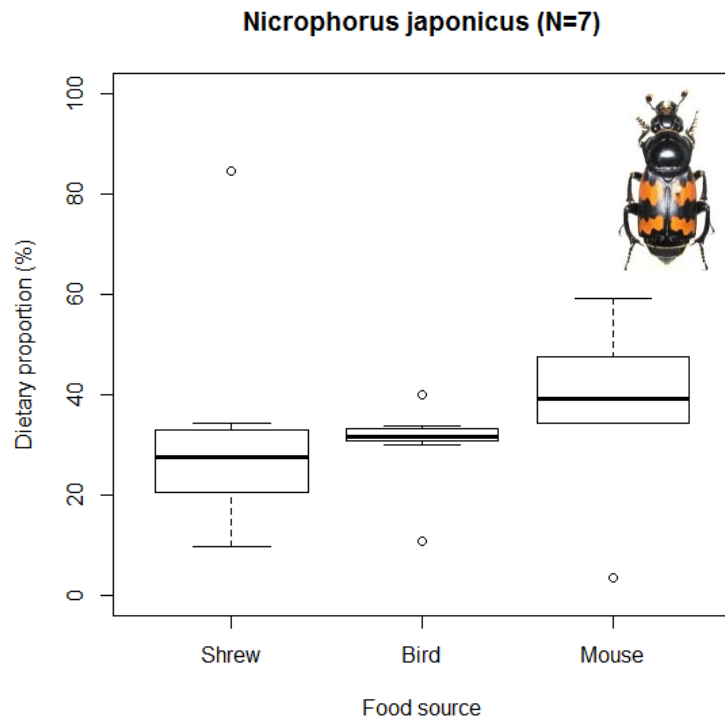 Nicrophorus japonicus (N=7)
100
80
60
40
20
0
Dietary proportion (%)
Shrew
Bird
Mouse
Food source